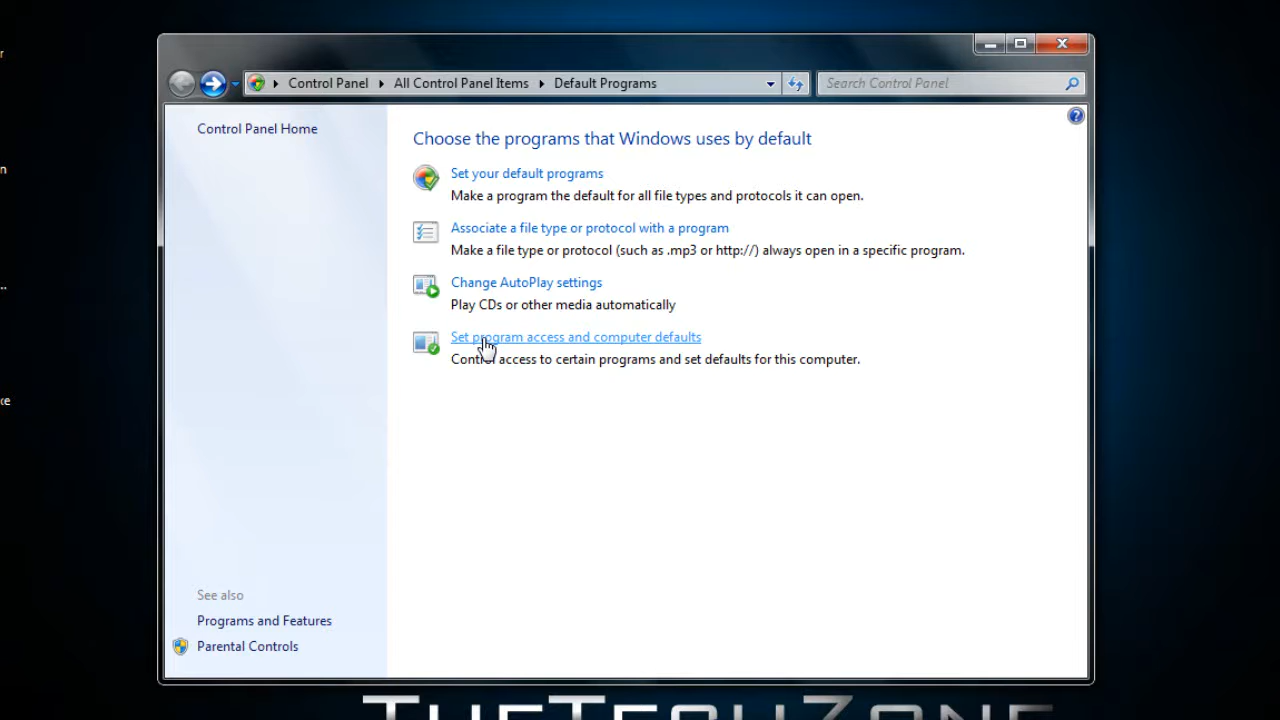 r
n
..
ke
Control Panel
All Control Panel Items
Default Programs
Search Control Panel
Control Panel Home
Choose the programs that Windows uses by default
Set your default programs
Make a program the default for all file types and protocols it can open.
Associate a file type or protocol with a program
Make a file type or protocol (such as .mp3 or http://) always open in a specific program.
Change AutoPlay settings
Play CDs or other media automatically
Set program access and computer defaults
Control access to certain programs and set defaults for this computer.
See also
Programs and Features
Parental Controls
THETECHZONE